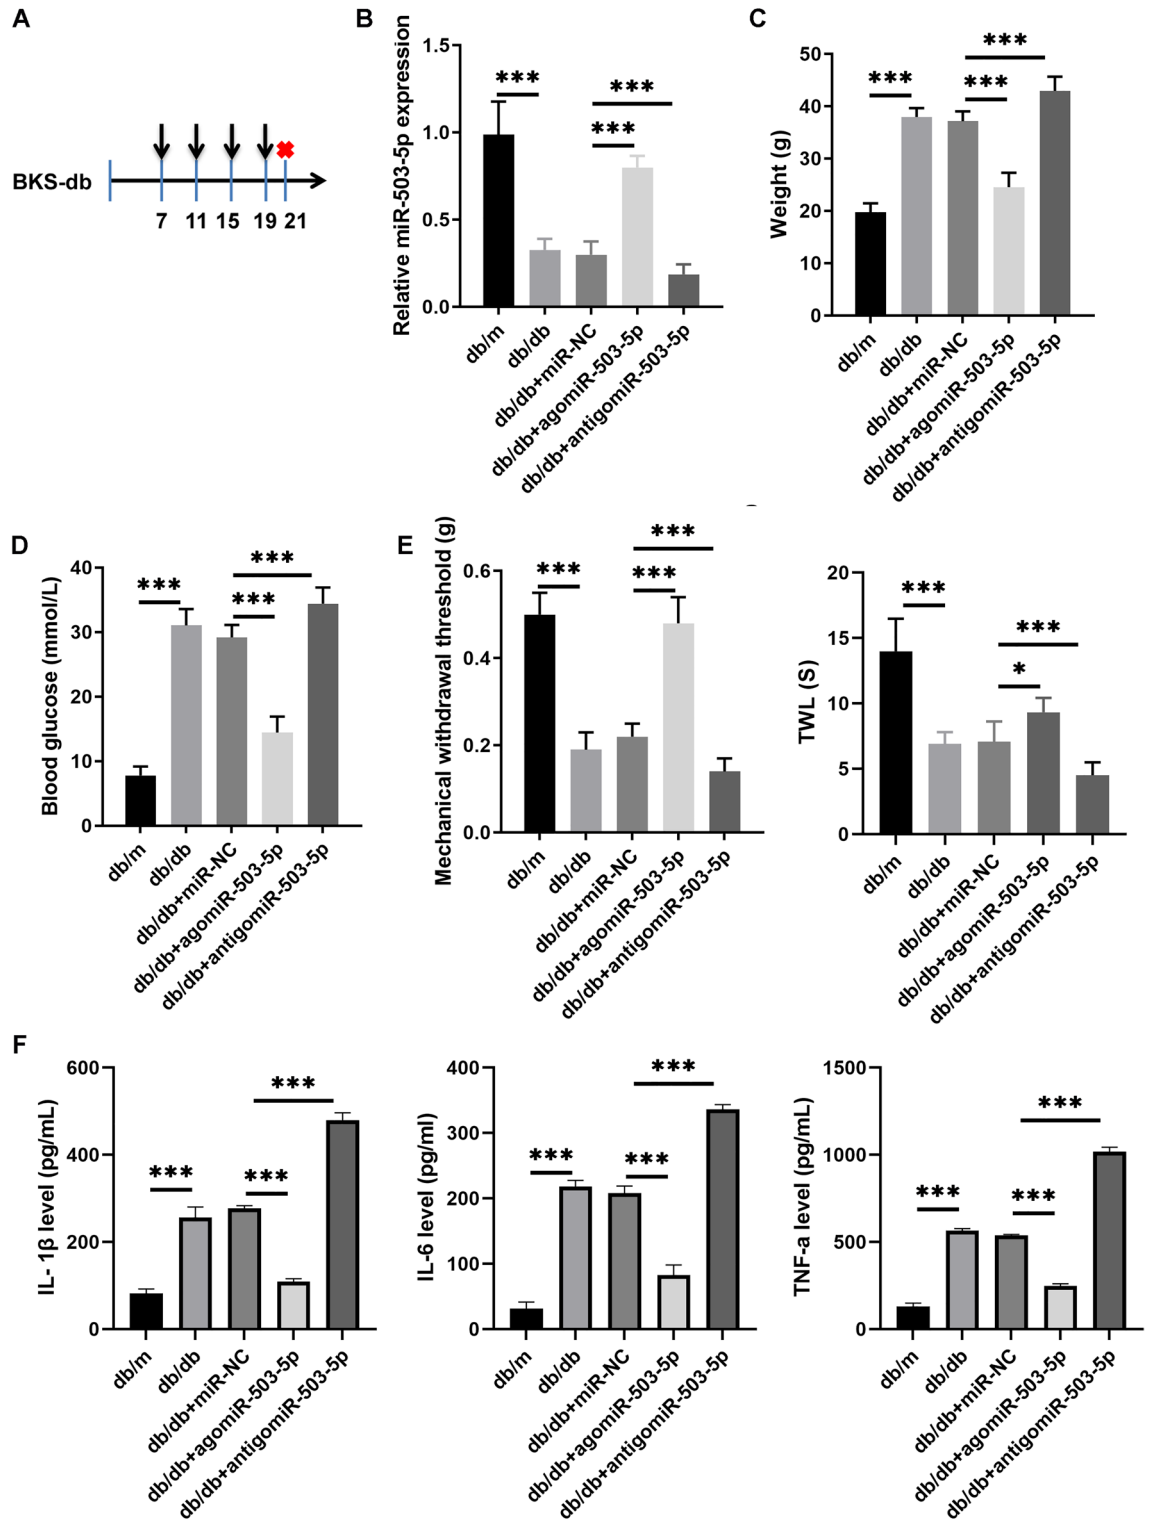 A
BKS-db
7 11 15 19 21
B
Relative miR-503-5p expression
1.5
1.0
0.5
0.0
***
***
***
db/m
db/db
db/db+miR-NC
db/db+agomiR-503-5p
db/db+antigomiR-503-5p
C
Weight (g)
50
40
30
20
10
0
***
***
***
db/m
db/db
db/db+miR-NC
db/db+agomiR-503-5p
db/db+antigomiR-503-5p
D
Blood glucose (mmol/L)
40
30
20
10
0
***
***
***
db/m
db/db
db/db+miR-NC
db/db+agomiR-503-5p
db/db+antigomiR-503-5p
E
Mechanical withdrawal threshold (g)
0.6
0.4
0.2
0.0
***
***
***
db/m
db/db
db/db+miR-NC
db/db+agomiR-503-5p
db/db+antigomiR-503-5p
TWL (S)
20
15
10
5
0
***
***
*
db/m
db/db
db/db+miR-NC
db/db+agomiR-503-5p
db/db+antigomiR-503-5p
F
IL- 1β level (pg/mL)
600
400
200
0
***
***
***
db/m
db/db
db/db+miR-NC
db/db+agomiR-503-5p
db/db+antigomiR-503-5p
IL-6 level (pg/ml)
400
300
200
100
0
***
***
***
db/m
db/db
db/db+miR-NC
db/db+agomiR-503-5p
db/db+antigomiR-503-5p
TNF-a level (pg/mL)
1500
1000
500
0
***
***
***
db/m
db/db
db/db+miR-NC
db/db+agomiR-503-5p
db/db+antigomiR-503-5p